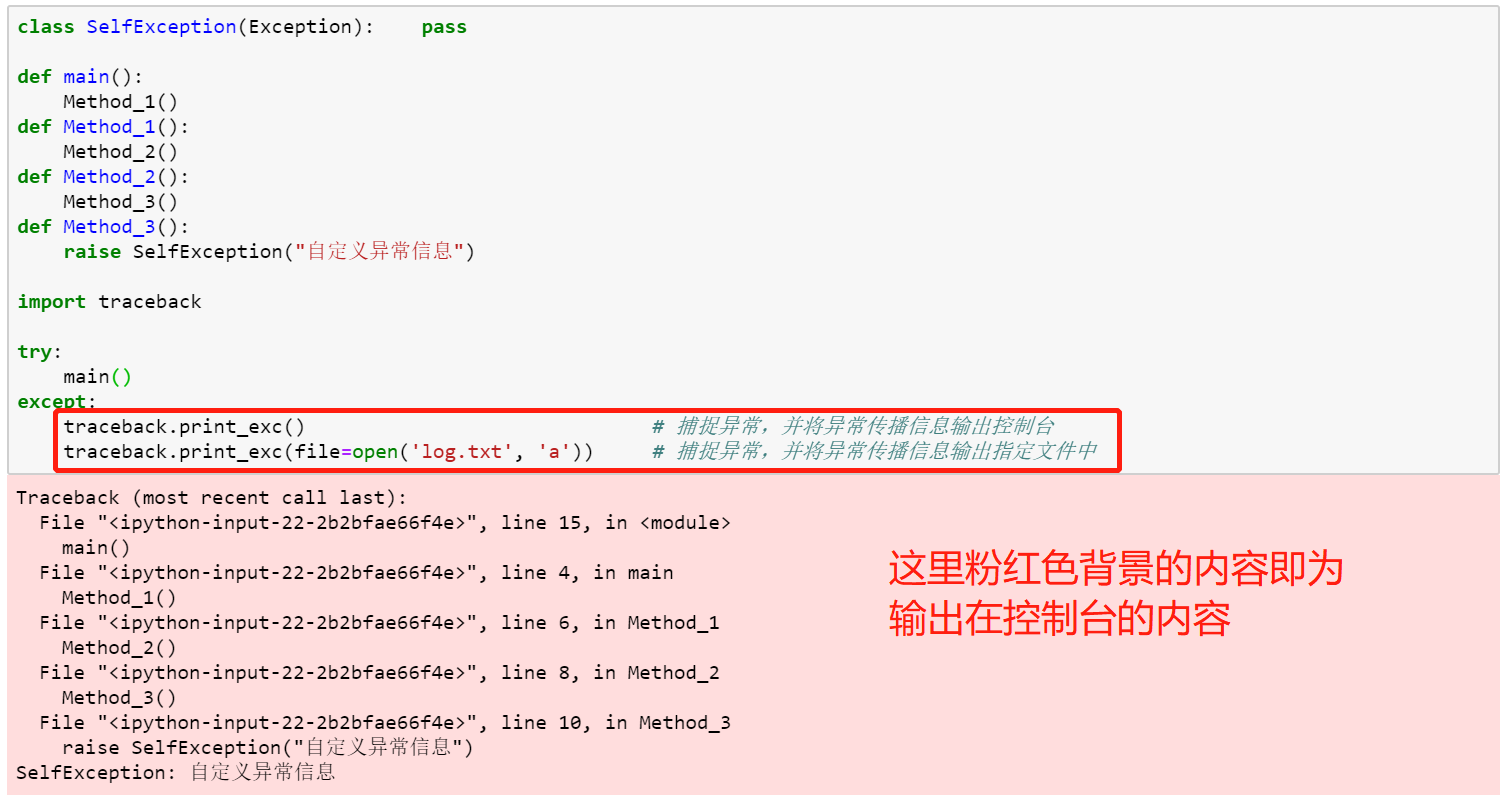 class SelfException(Exception):    pass
def main():
    Method_1()
def Method_1():
    Method_2()
def Method_2():
    Method_3()
def Method_3():
    raise SelfException("自定义异常信息")
import traceback
try:
    main()
except:
    traceback.print_exc()                              # 捕捉异常，并将异常传播信息输出控制台
    traceback.print_exc(file=open('log.txt', 'a'))     # 捕捉异常，并将异常传播信息输出指定文件中
Traceback (most recent call last):
  File "<ipython-input-22-2b2bfae66f4e>", line 15, in <module>
    main()
  File "<ipython-input-22-2b2bfae66f4e>", line 4, in main
    Method_1()
  File "<ipython-input-22-2b2bfae66f4e>", line 6, in Method_1
    Method_2()
  File "<ipython-input-22-2b2bfae66f4e>", line 8, in Method_2
    Method_3()
  File "<ipython-input-22-2b2bfae66f4e>", line 10, in Method_3
    raise SelfException("自定义异常信息")
SelfException: 自定义异常信息
这里粉红色背景的内容即为
输出在控制台的内容